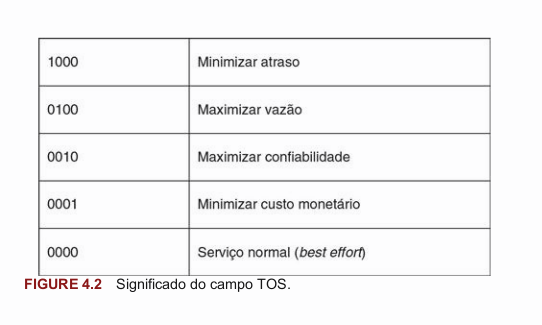 1000 Minimizar atraso
0100 Maximizar vazão
0010 Maximizar confiabilidade
0001 Minimizar custo monetário
0000 Serviço normal (best effort)
FIGURE 4.2 Significado do campo TOS.